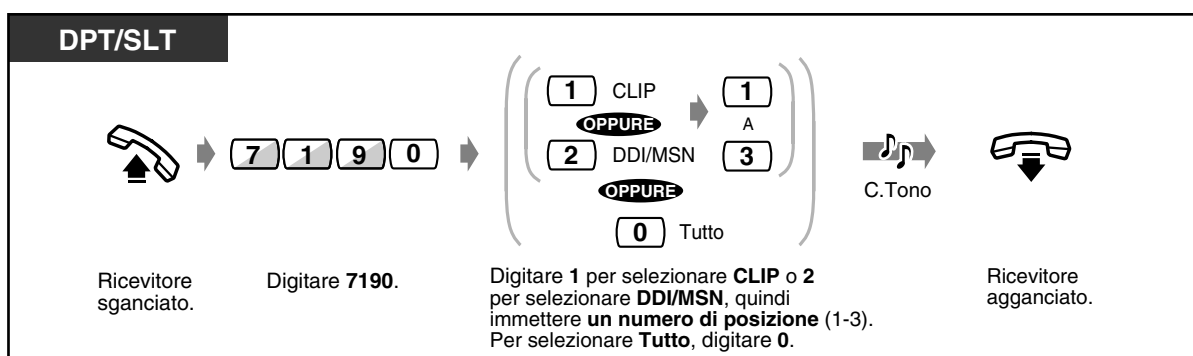 DPT/SLT
1 CLIP 1
OPPURE A
2 DDI/MSN 3
7 1 9 0
OPPURE
C.Tono
0 Tutto
Ricevitore
sganciato.
Digitare 7190.
Digitare 1 per selezionare CLIP o 2
per selezionare DDI/MSN, quindi
immettere un numero di posizione (1-3).
Per selezionare Tutto, digitare 0.
Ricevitore
agganciato.